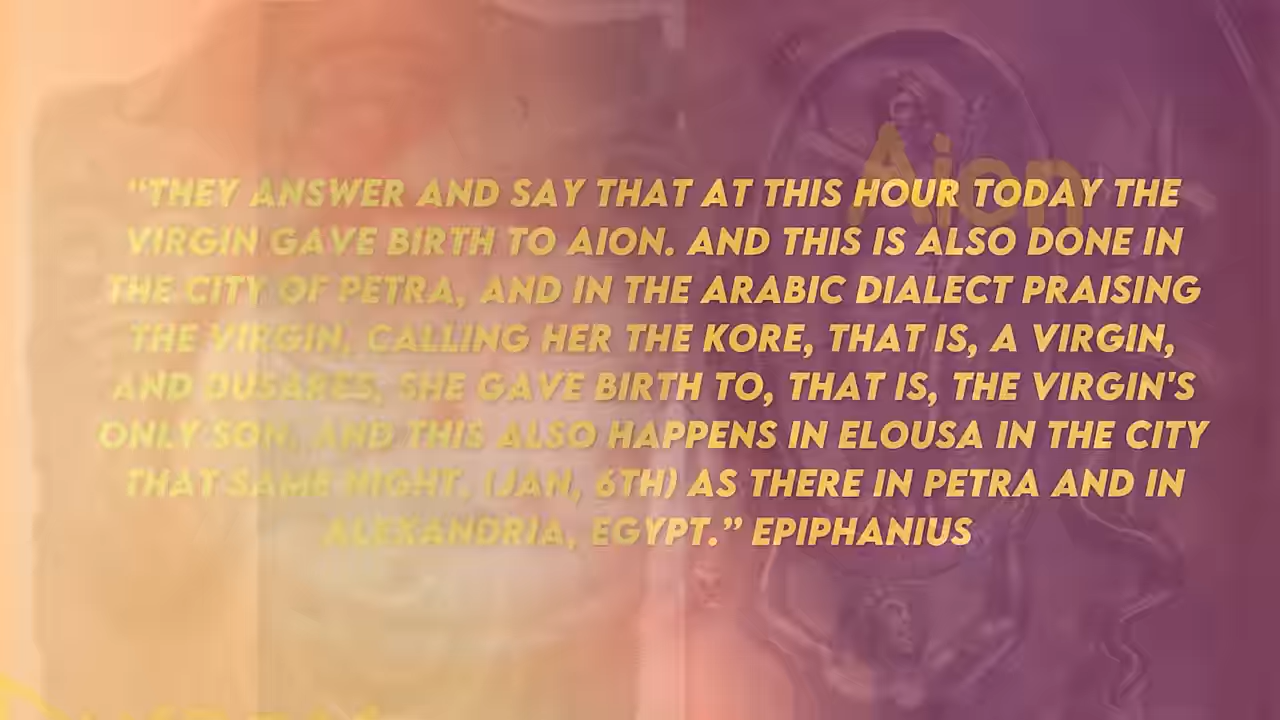 Aion
"THEY ANSWER AND SAY THAT AT THIS HOUR TODAY THE
VIRGIN GAVE BIRTH TO AION. AND THIS IS ALSO DONE IN
THE CITY OF PETRA, AND IN THE ARABIC DIALECT PRAISING
THE VIRGIN, CALLING HER THE KORE, THAT IS, A VIRGIN,
AND DUSARES, SHE GAVE BIRTH TO, THAT IS, THE VIRGIN'S
ONLY SON, AND THIS ALSO HAPPENS IN ELOUSA IN THE CITY
THAT SAME NIGHT, (JAN, 6TH) AS THERE IN PETRA AND IN
ALEXANDRIA, EGYPT." EPIPHANIUS